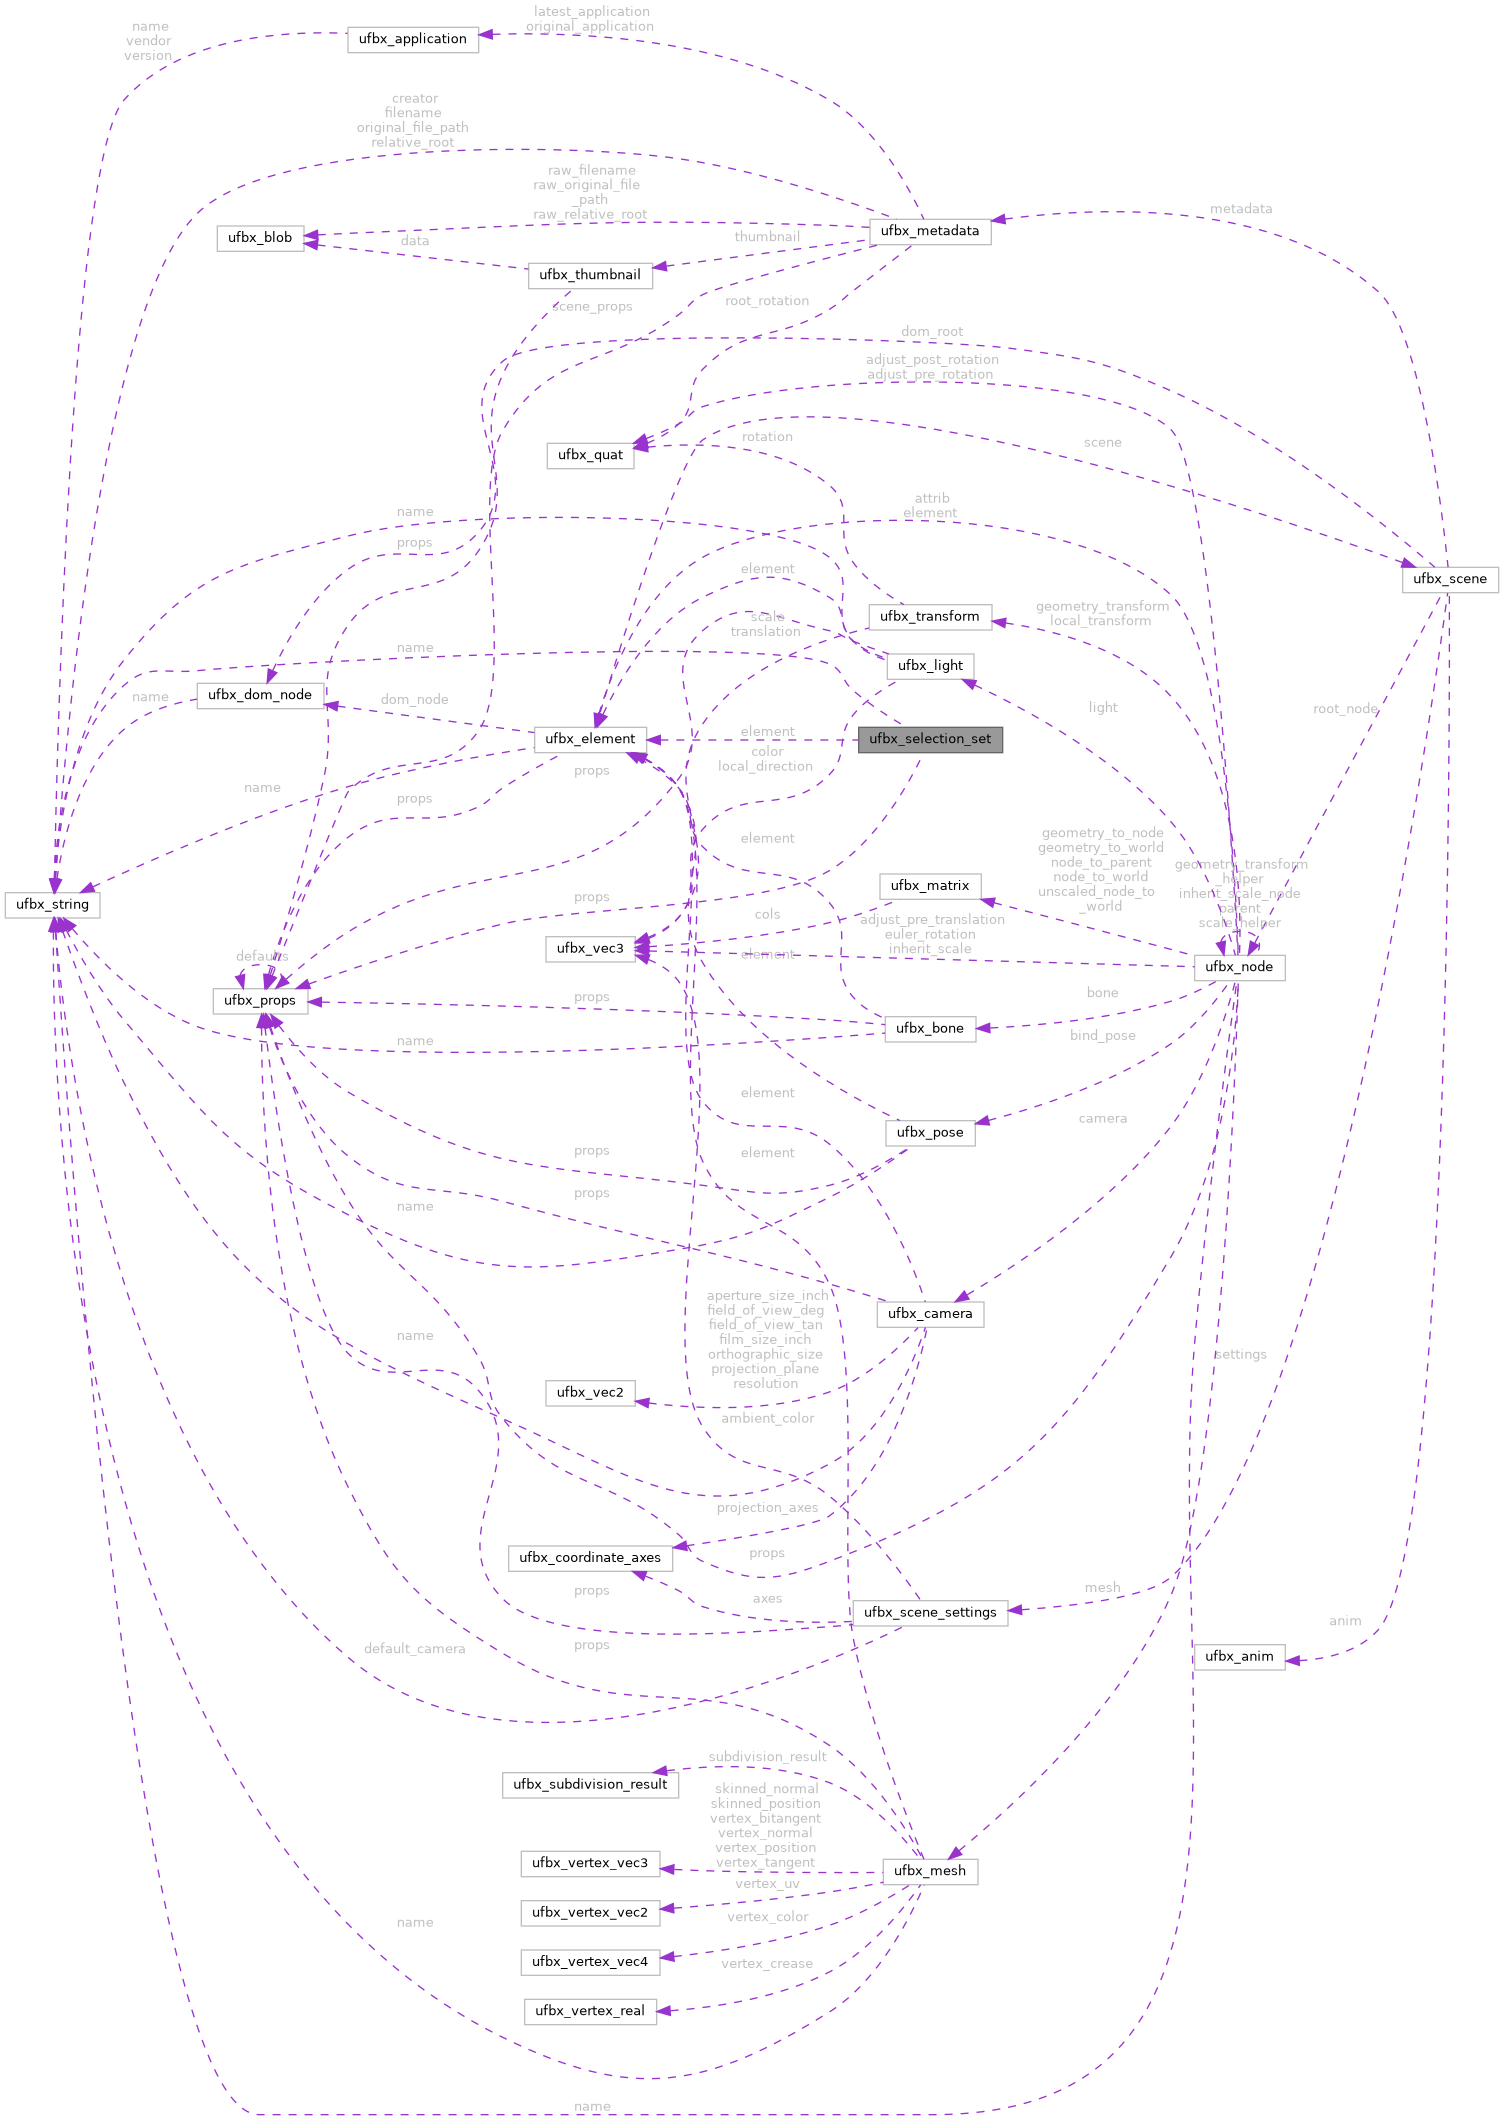 latest_application
original_application
name
vendor
version
ufbx_application
creator
filename
original_file_path
relative_root
raw_filename
raw_original_file
_path
raw_relative_root
metadata
ufbx_metadata
ufbx_blob
data
thumbnail
ufbx_thumbnail
scene_props
root_rotation
dom_root
adjust_post_rotation
adjust_pre_rotation
rotation
scene
ufbx_quat
attrib
element
name
props
element
ufbx_scene
geometry_transform
local_transform
scale
translation
ufbx_transform
name
ufbx_light
name
ufbx_dom_node
dom_node
light
root_node
element
ufbx_element
ufbx_selection_set
color
local_direction
props
name
props
element
geometry_to_node
geometry_to_world
node_to_parent
node_to_world
unscaled_node_to
_world
geometry_transform
_helper
inherit_scale_node
parent
scale_helper
ufbx_matrix
props
ufbx_string
cols
adjust_pre_translation
euler_rotation
inherit_scale
ufbx_vec3
element
defaults
ufbx_node
props
bone
ufbx_props
ufbx_bone
name
bind_pose
element
camera
ufbx_pose
props
element
props
name
aperture_size_inch
field_of_view_deg
field_of_view_tan
film_size_inch
orthographic_size
projection_plane
resolution
ufbx_camera
name
settings
ufbx_vec2
ambient_color
projection_axes
props
ufbx_coordinate_axes
props
axes
mesh
ufbx_scene_settings
anim
default_camera
props
ufbx_anim
subdivision_result
ufbx_subdivision_result
skinned_normal
skinned_position
vertex_bitangent
vertex_normal
vertex_position
vertex_tangent
ufbx_vertex_vec3
ufbx_mesh
vertex_uv
ufbx_vertex_vec2
name
vertex_color
ufbx_vertex_vec4
vertex_crease
ufbx_vertex_real
name